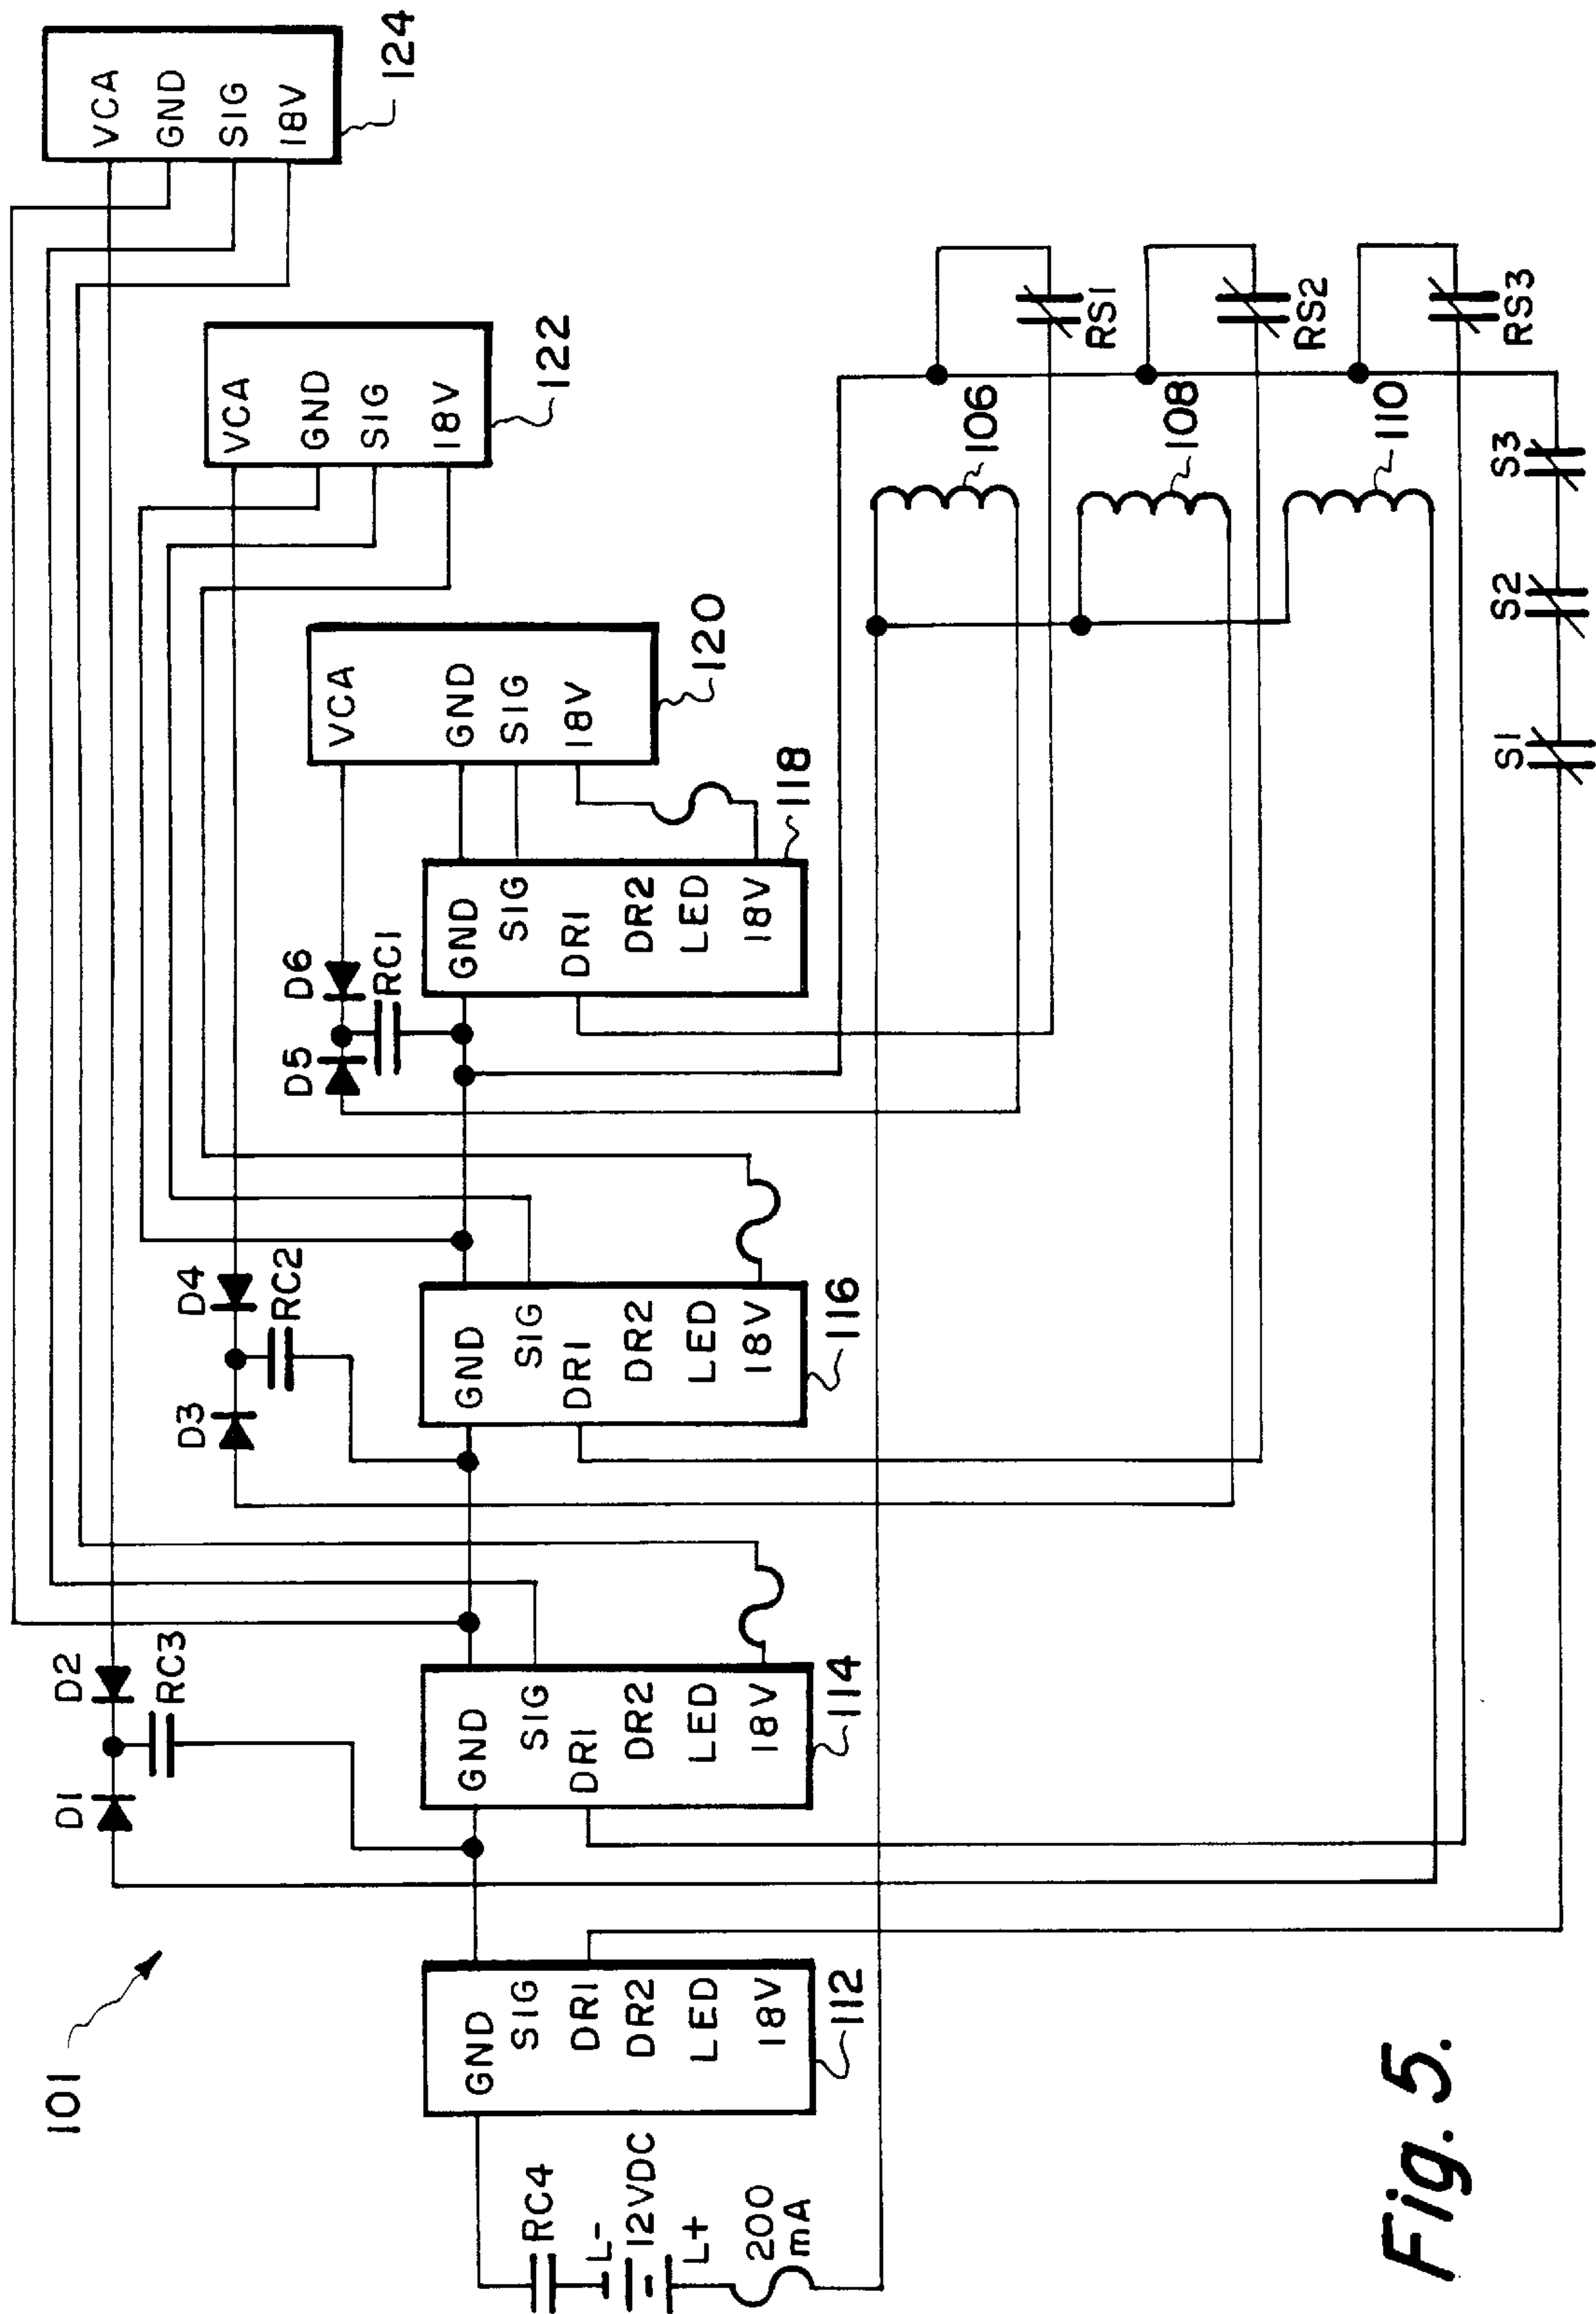 101
D1
D2
RC3
D3
D4
RC2
D5
D6
RC1
VCA
GND
SIG
18V
124
VCA
GND
SIG
18V
122
VCA
GND
SIG
18V
120
GND
SIG
DR1
DR2
LED
18V
118
GND
SIG
DR1
DR2
LED
18V
116
GND
SIG
DR1
DR2
LED
18V
114
GND
SIG
DR1
DR2
LED
18V
112
RC4
L-
12VDC
L+
200
mA
106
108
110
RS1
RS2
RS3
S1
S2
S3
Fig. 5.